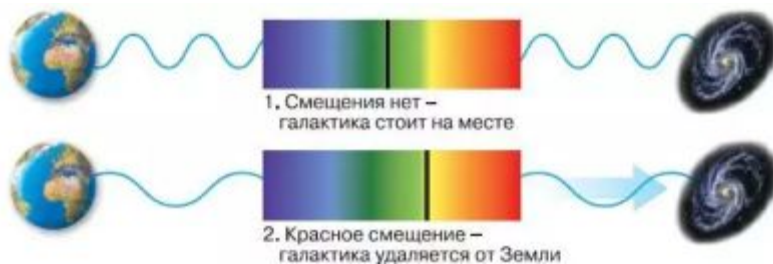 1. Смещения нет –
галактика стоит на месте
2. Красное смещение –
галактика удаляется от Земли